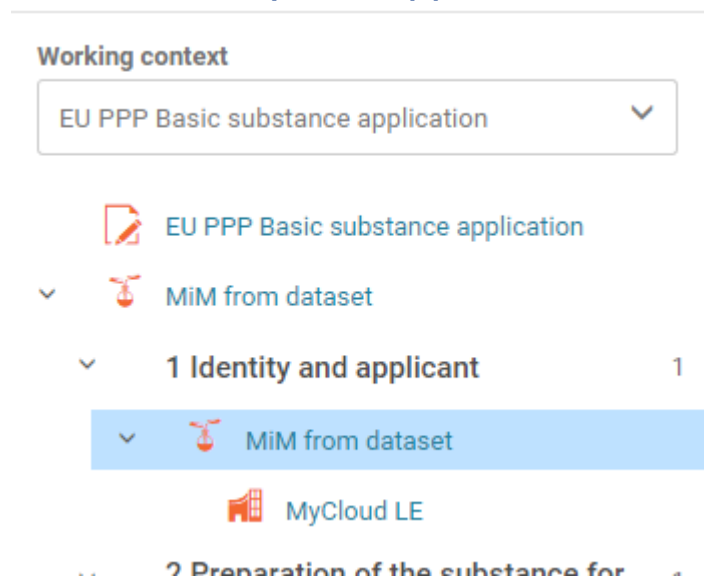 Working context
EU PPP Basic substance application
EU PPP Basic substance application
MiM from dataset
1 Identity and applicant 1
MiM from dataset
MyCloud LE
2 Preparation of the substance for 1